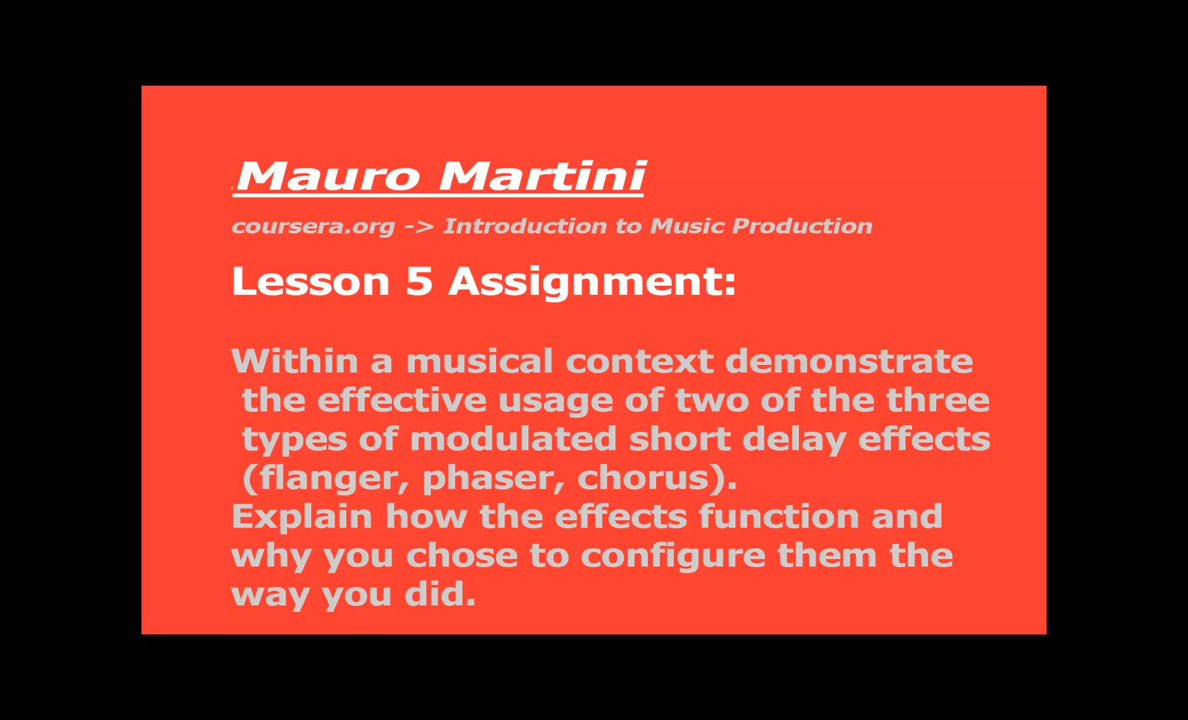 Mauro Martini
coursera.org -> Introduction to Music Production
Lesson 5 Assignment:
Within a musical context demonstrate
the effective usage of two of the three
types of modulated short delay effects
(flanger, phaser, chorus).
Explain how the effects function and
why you chose to configure them the
way you did.